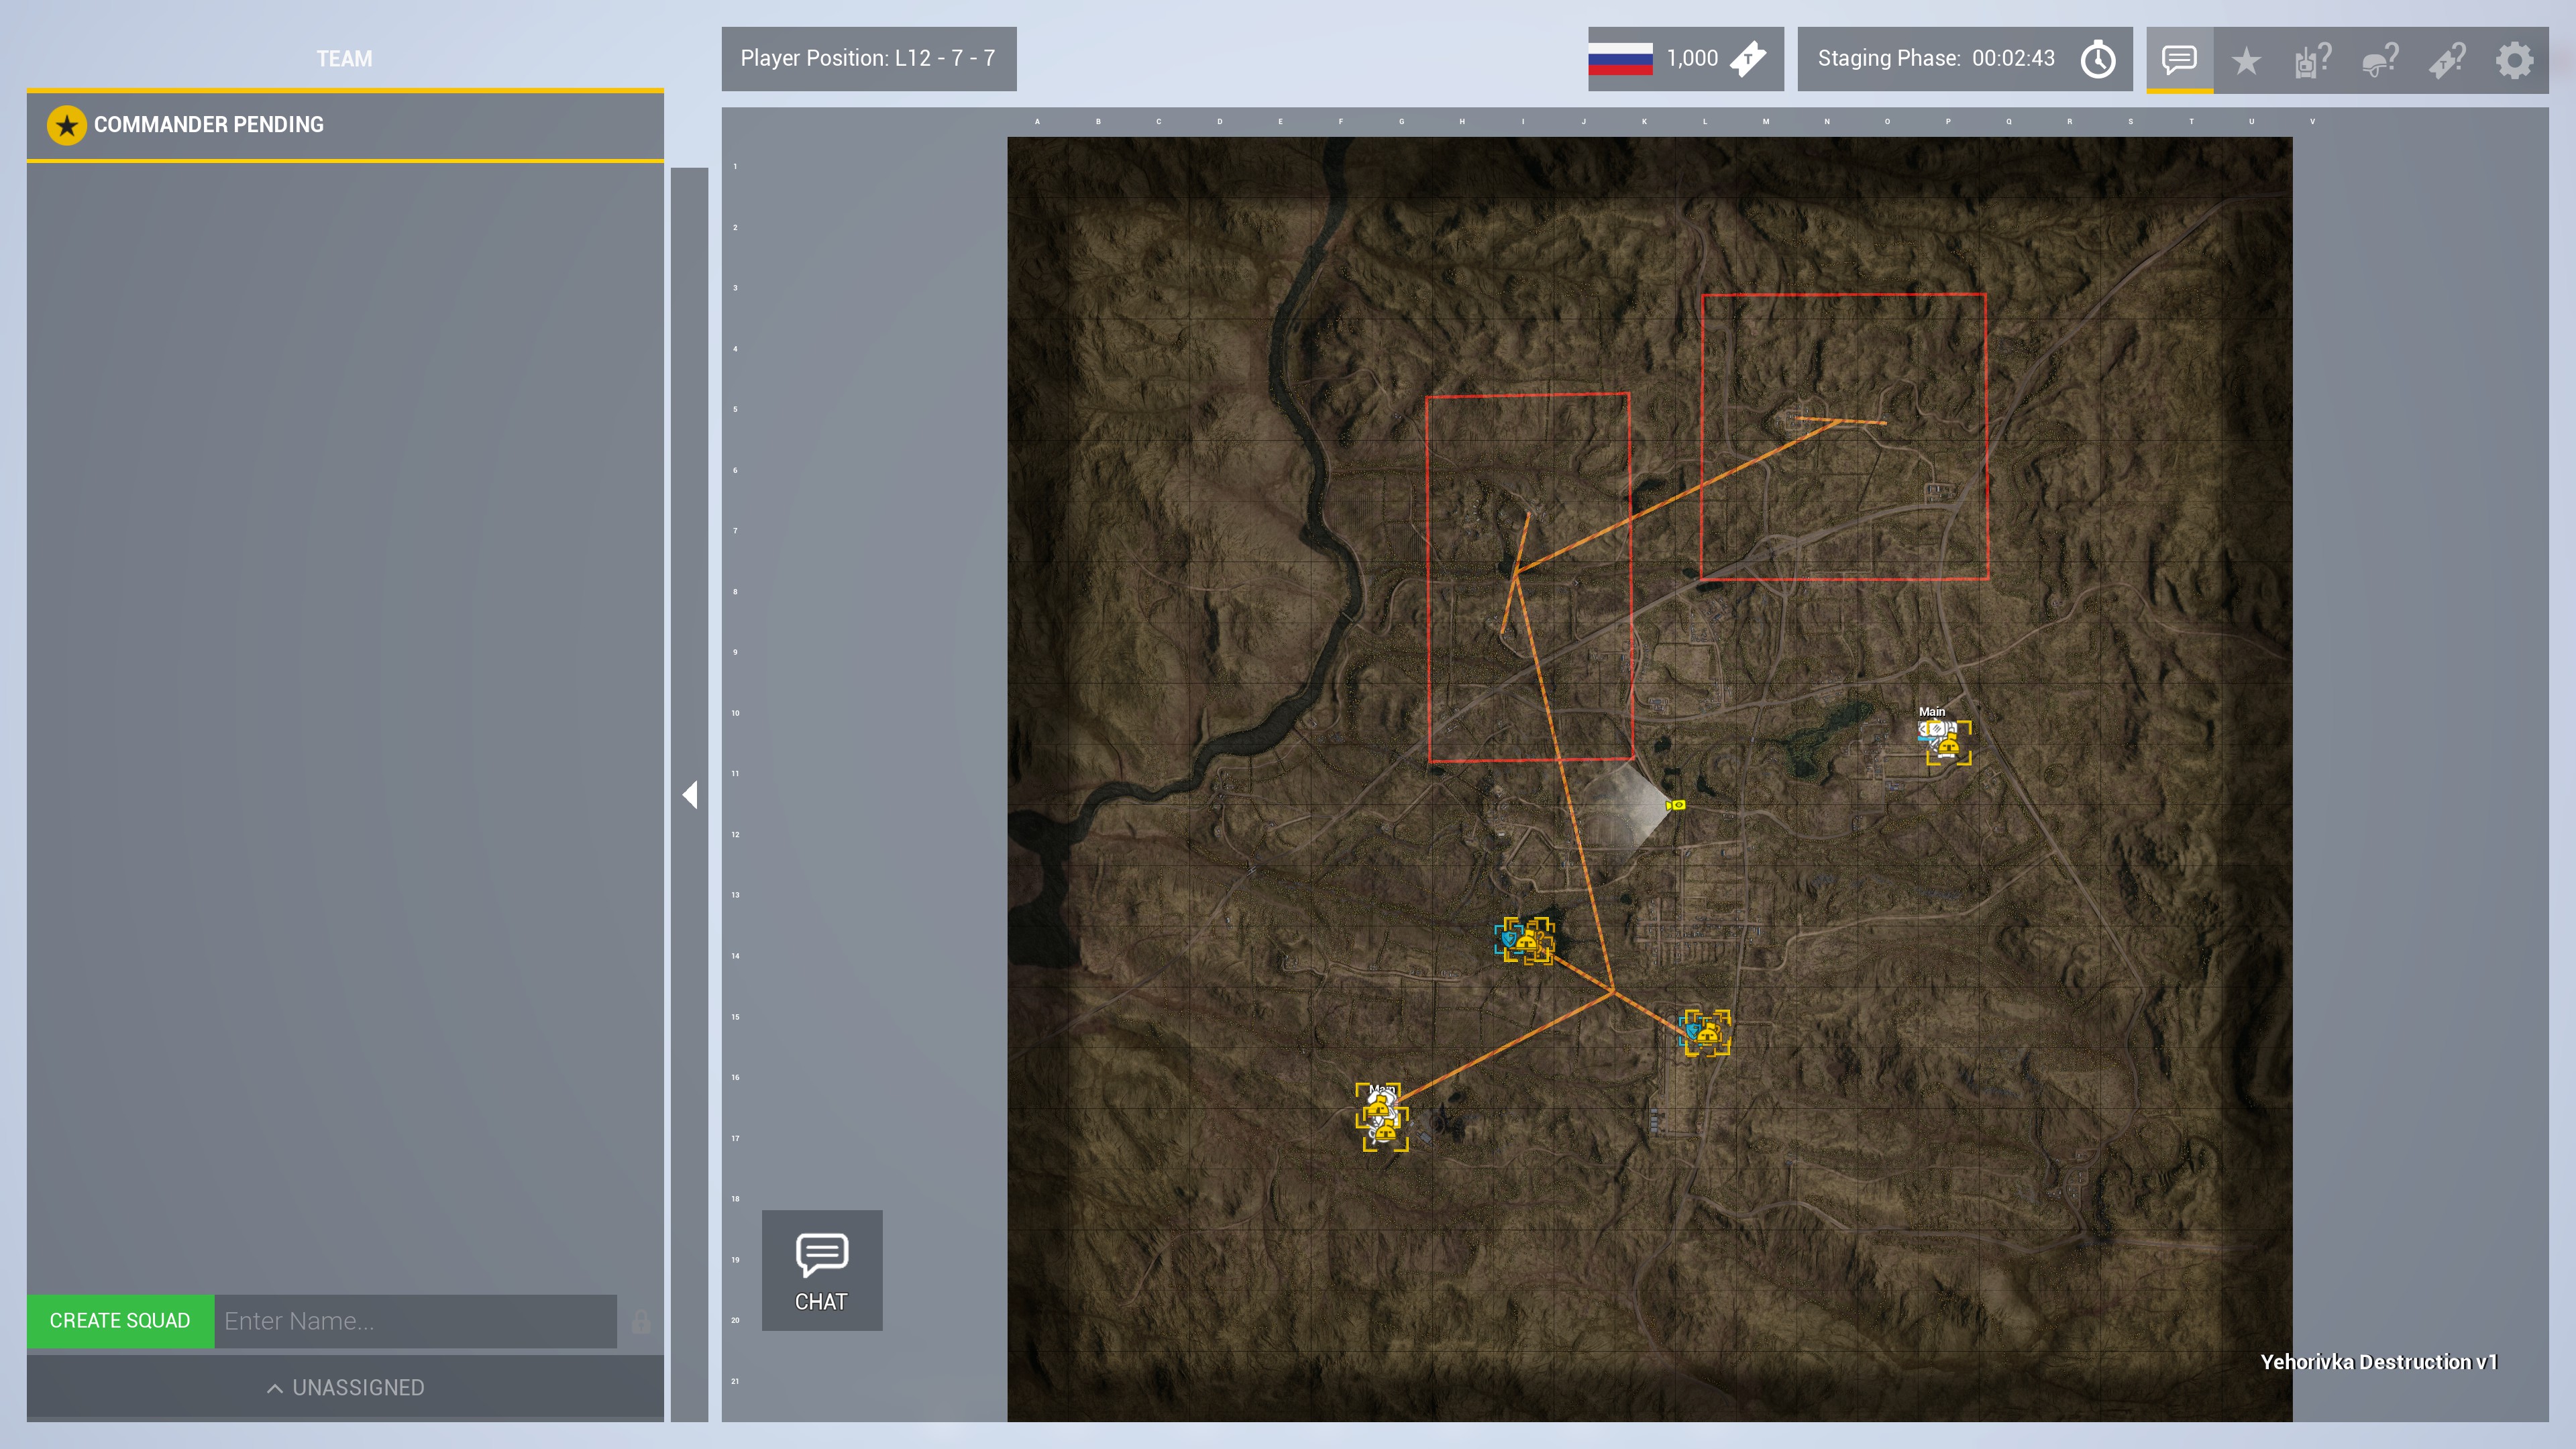 TEAM
Player Position: L12 - 7 - 7
1,000
Staging Phase: 00:02:43
COMMANDER PENDING
A B C D E F G H I J K L M N O P Q R S T U V
1
2
3
4
5
6
7
8
9
10
Main
11
12
13
14
15
16
Main
17
18
19
20
21
CHAT
CREATE SQUAD Enter Name...
Yehorivka Destruction v1
UNASSIGNED